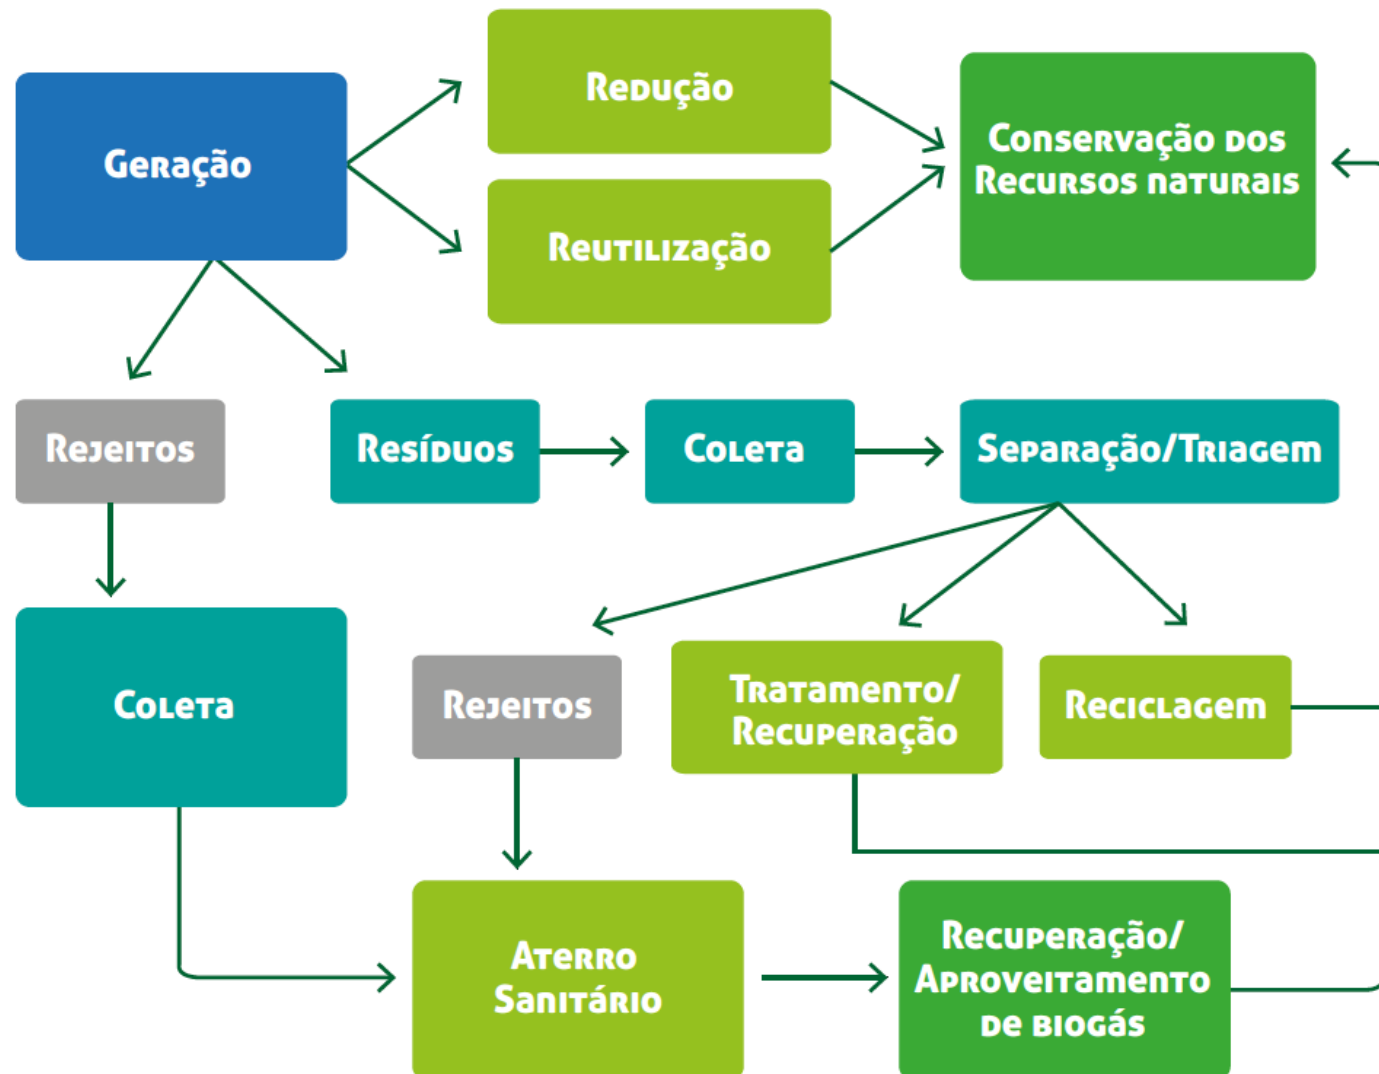 Redução
Geração
Conservação dos
Recursos naturais
Reutilização
Rejeitos
Resíduos
Coleta
Separação/Triagem
Coleta
Rejeitos
Tratamento/
Recuperação
Reciclagem
Aterro
Sanitário
Recuperação/
Aproveitamento
de biogás